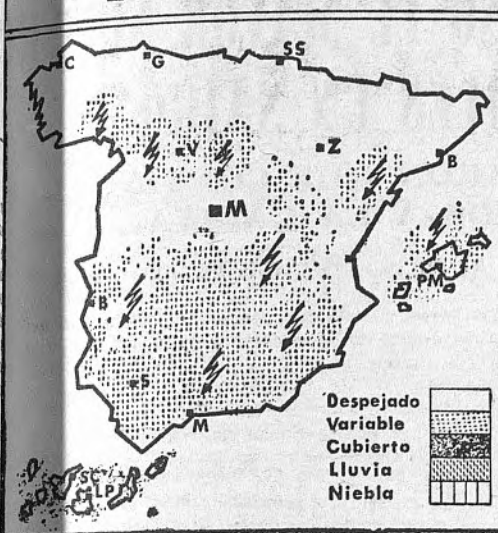 C G SS
V Z B
M
PM
B
S
M
SC LP
Despejado
Variable
Cubierto
Lluvia
Niebla